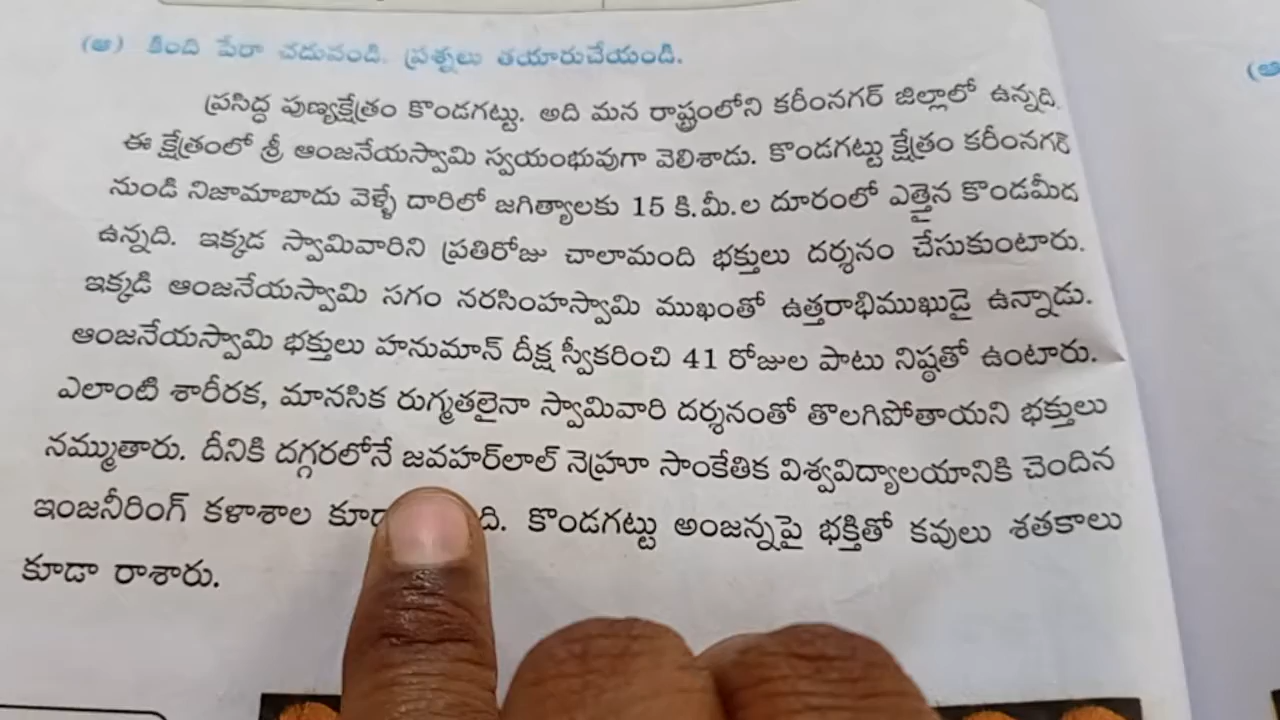 (ఆ) కింది పేరా చదువండి. ప్రశ్నలు తయారుచేయండి.
ప్రసిద్ధ పుణ్యక్షేత్రం కొండగట్టు. అది మన రాష్ట్రంలోని కరీంనగర్ జిల్లాలో ఉన్నది.
ఈ క్షేత్రంలో శ్రీ ఆంజనేయస్వామి స్వయంభువుగా వెలిశాడు. కొండగట్టు క్షేత్రం కరీంనగర్
నుండి నిజామాబాదు వెళ్ళే దారిలో జగిత్యాలకు 15 కి.మీ.ల దూరంలో ఎత్తైన కొండమీద
ఉన్నది. ఇక్కడ స్వామివారిని ప్రతిరోజు చాలామంది భక్తులు దర్శనం చేసుకుంటారు.
ఇక్కడి ఆంజనేయస్వామి సగం నరసింహస్వామి ముఖంతో ఉత్తరాభిముఖుడై ఉన్నాడు.
ఆంజనేయస్వామి భక్తులు హనుమాన్ దీక్ష స్వీకరించి 41 రోజుల పాటు నిష్ఠతో ఉంటారు.
ఎలాంటి శారీరక, మానసిక రుగ్మతలైనా స్వామివారి దర్శనంతో తొలగిపోతాయని భక్తులు
నమ్ముతారు. దీనికి దగ్గరలోనే జవహర్‌లాల్ నెహ్రూ సాంకేతిక విశ్వవిద్యాలయానికి చెందిన
ఇంజనీరింగ్ కళాశాల కొండగట్టు అంజన్నపై భక్తితో కవులు శతకాలు
కూడా రాశారు.